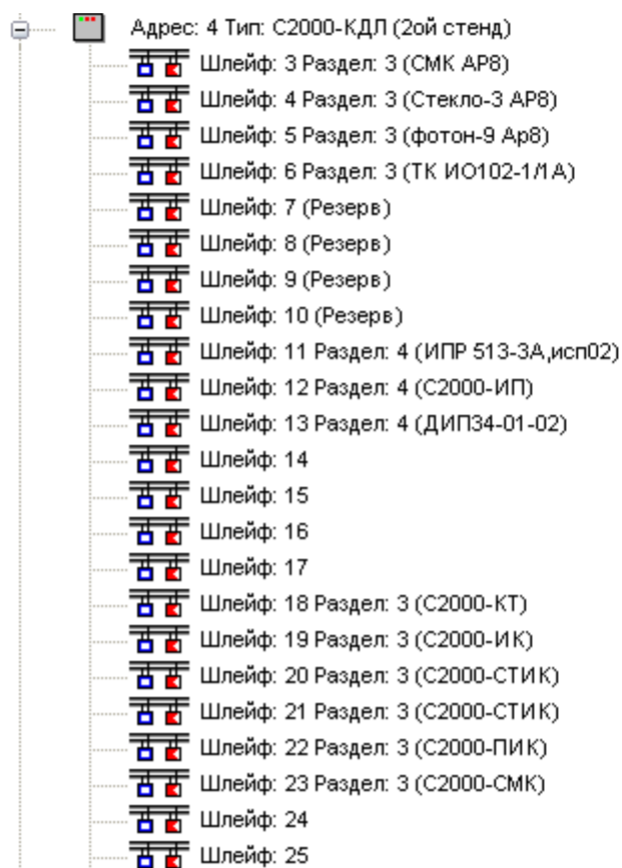 Адрес: 4 Тип: С2000-КДЛ (2ой стенд)
Шлейф: 3 Раздел: 3 (СМК АР8)
Шлейф: 4 Раздел: 3 (Стекло-3 АР8)
Шлейф: 5 Раздел: 3 (фотон-9 Ар8)
Шлейф: 6 Раздел: 3 (ТК ИО102-1/1А)
Шлейф: 7 (Резерв)
Шлейф: 8 (Резерв)
Шлейф: 9 (Резерв)
Шлейф: 10 (Резерв)
Шлейф: 11 Раздел: 4 (ИПР 513-3А,исп02)
Шлейф: 12 Раздел: 4 (С2000-ИП)
Шлейф: 13 Раздел: 4 (ДИП34-01-02)
Шлейф: 14
Шлейф: 15
Шлейф: 16
Шлейф: 17
Шлейф: 18 Раздел: 3 (С2000-КТ)
Шлейф: 19 Раздел: 3 (С2000-ИК)
Шлейф: 20 Раздел: 3 (С2000-СТИК)
Шлейф: 21 Раздел: 3 (С2000-СТИК)
Шлейф: 22 Раздел: 3 (С2000-ПИК)
Шлейф: 23 Раздел: 3 (С2000-СМК)
Шлейф: 24
Шлейф: 25